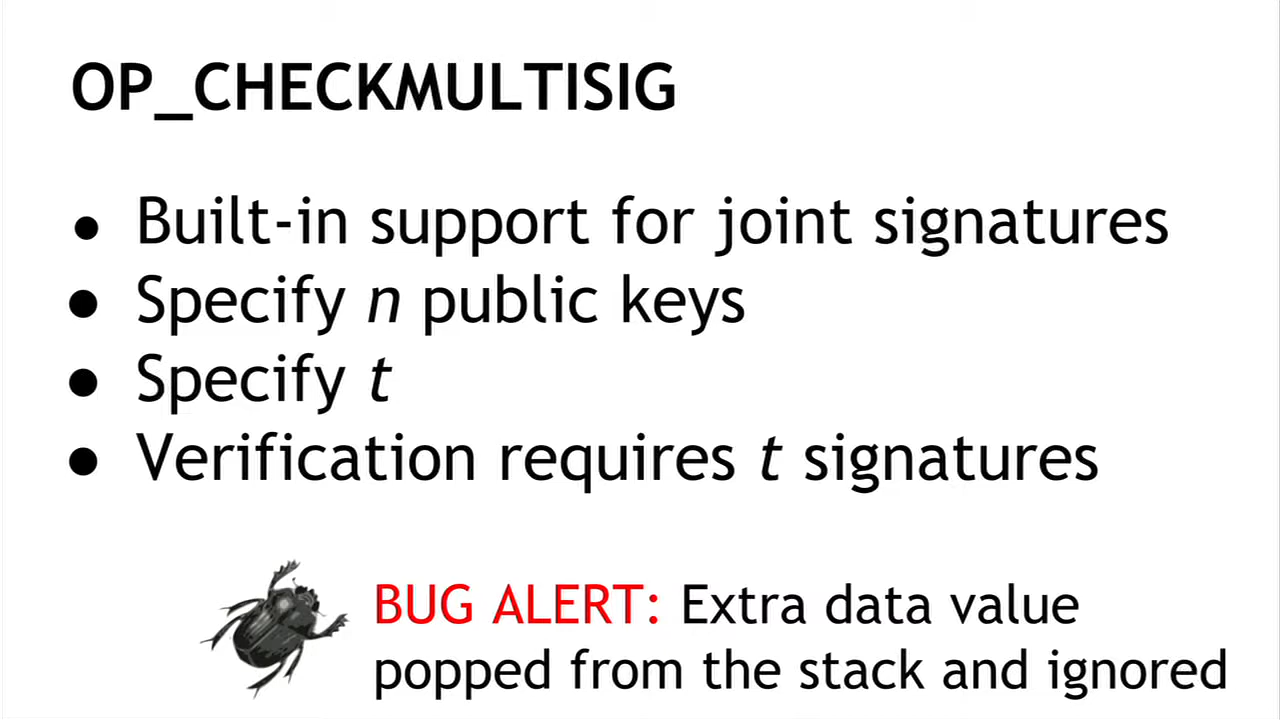 OP_CHECKMULTISIG
● Built-in support for joint signatures
● Specify n public keys
● Specify t
● Verification requires t signatures
BUG ALERT: Extra data value
popped from the stack and ignored